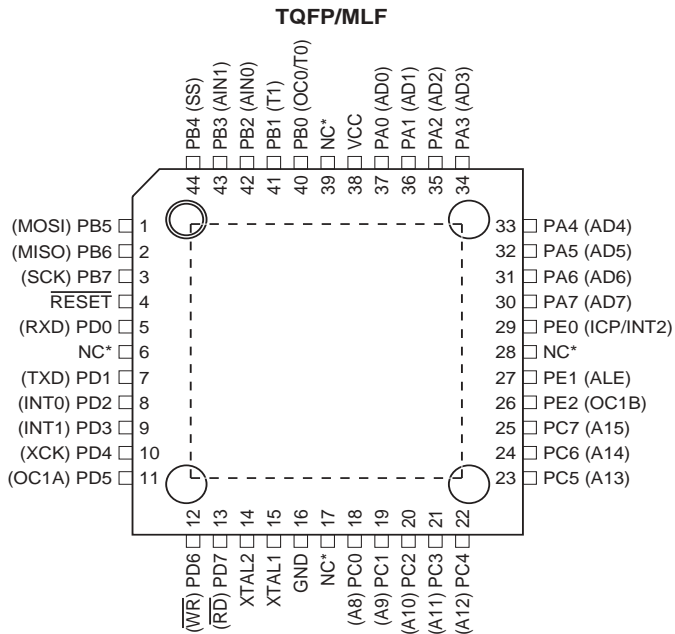 TQFP/MLF
PB4 (SS)
PB3 (AIN1)
PB2 (AIN0)
PB1 (T1)
PB0 (OC0/T0)
NC*
VCC
PA0 (AD0)
PA1 (AD1)
PA2 (AD2)
PA3 (AD3)
44
43
42
41
40
39
38
37
36
35
34
(MOSI) PB5 1
(MISO) PB6 2
(SCK) PB7 3
RESET 4
(RXD) PD0 5
NC* 6
(TXD) PD1 7
(INT0) PD2 8
(INT1) PD3 9
(XCK) PD4 10
(OC1A) PD5 11
33 PA4 (AD4)
32 PA5 (AD5)
31 PA6 (AD6)
30 PA7 (AD7)
29 PE0 (ICP/INT2)
28 NC*
27 PE1 (ALE)
26 PE2 (OC1B)
25 PC7 (A15)
24 PC6 (A14)
23 PC5 (A13)
12
13
14
15
16
17
18
19
20
21
22
(WR) PD6
(RD) PD7
XTAL2
XTAL1
GND
NC*
(A8) PC0
(A9) PC1
(A10) PC2
(A11) PC3
(A12) PC4